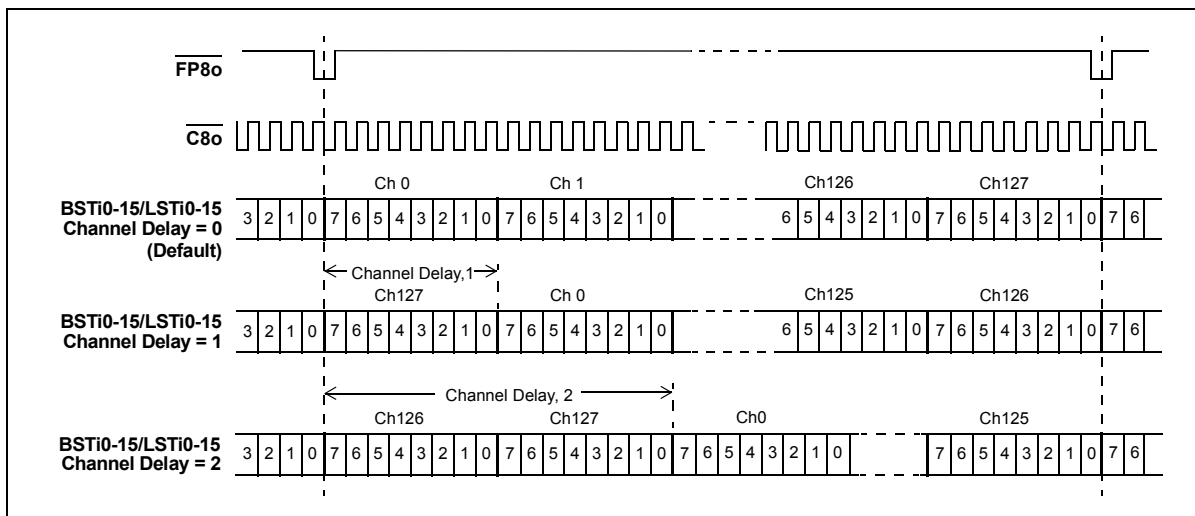 FP8o
C8o
Ch 0 Ch 1 Ch126 Ch127
BSTi0-15/LSTi0-15
Channel Delay = 0
(Default)
3 2 1 0 7 6 5 4 3 2 1 0 7 6 5 4 3 2 1 0 6 5 4 3 2 1 0 7 6 5 4 3 2 1 0 7 6
Channel Delay,1
Ch127 Ch 0 Ch125 Ch126
BSTi0-15/LSTi0-15
Channel Delay = 1
3 2 1 0 7 6 5 4 3 2 1 0 7 6 5 4 3 2 1 0 6 5 4 3 2 1 0 7 6 5 4 3 2 1 0 7 6
Channel Delay, 2
Ch126 Ch127 Ch0 Ch125
BSTi0-15/LSTi0-15
Channel Delay = 2
3 2 1 0 7 6 5 4 3 2 1 0 7 6 5 4 3 2 1 0 7 6 5 4 3 2 1 0 7 6 5 4 3 2 1 0 7 6